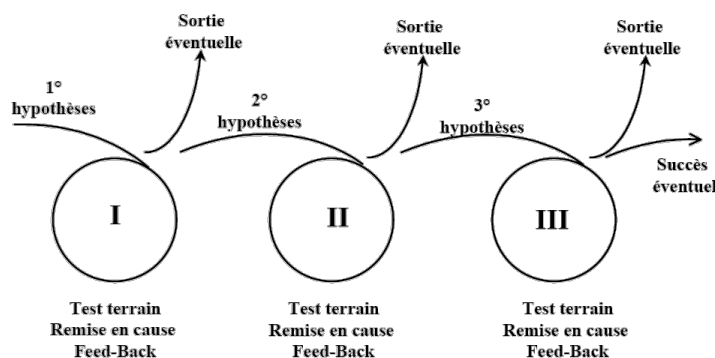 Sortie
éventuelle
Sortie
éventuelle
Sortie
éventuelle
1°
hypothèses
2°
hypothèses
3°
hypothèses
Succès
éventuel
I
II
III
Test terrain
Remise en cause
Feed-Back
Test terrain
Remise en cause
Feed-Back
Test terrain
Remise en cause
Feed-Back